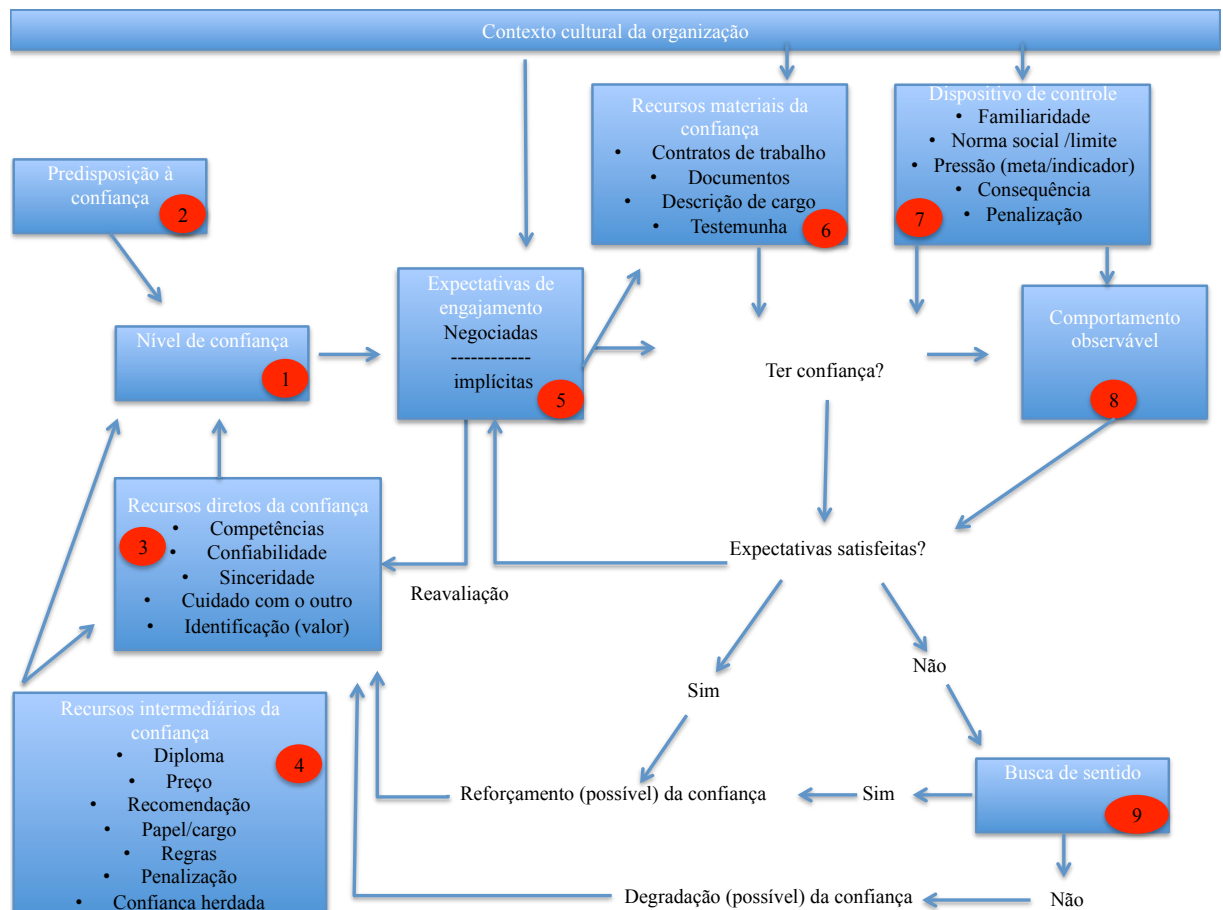 Contexto cultural da organização
Recursos materiais da
confiança
• Contratos de trabalho
• Documentos
• Descrição de cargo
• Testemunha
6
Dispositivo de controle
• Familiaridade
• Norma social /limite
• Pressão (meta/indicador)
• Consequência
• Penalização
7
Predisposição à
confiança
2
Nível de confiança
1
Expectativas de
engajamento
Negociadas
------------
implícitas
5
Ter confiança?
Comportamento
observável
8
Recursos diretos da confiança
• Competências
3
• Confiabilidade
• Sinceridade
• Cuidado com o outro
• Identificação (valor)
Reavaliação
Expectativas satisfeitas?
Sim
Não
Recursos intermediários da
confiança
4
• Diploma
• Preço
• Recomendação
• Papel/cargo
• Regras
• Penalização
• Confiança herdada
Reforçamento (possível) da confiança
Sim
Busca de sentido
9
Degradação (possível) da confiança
Não